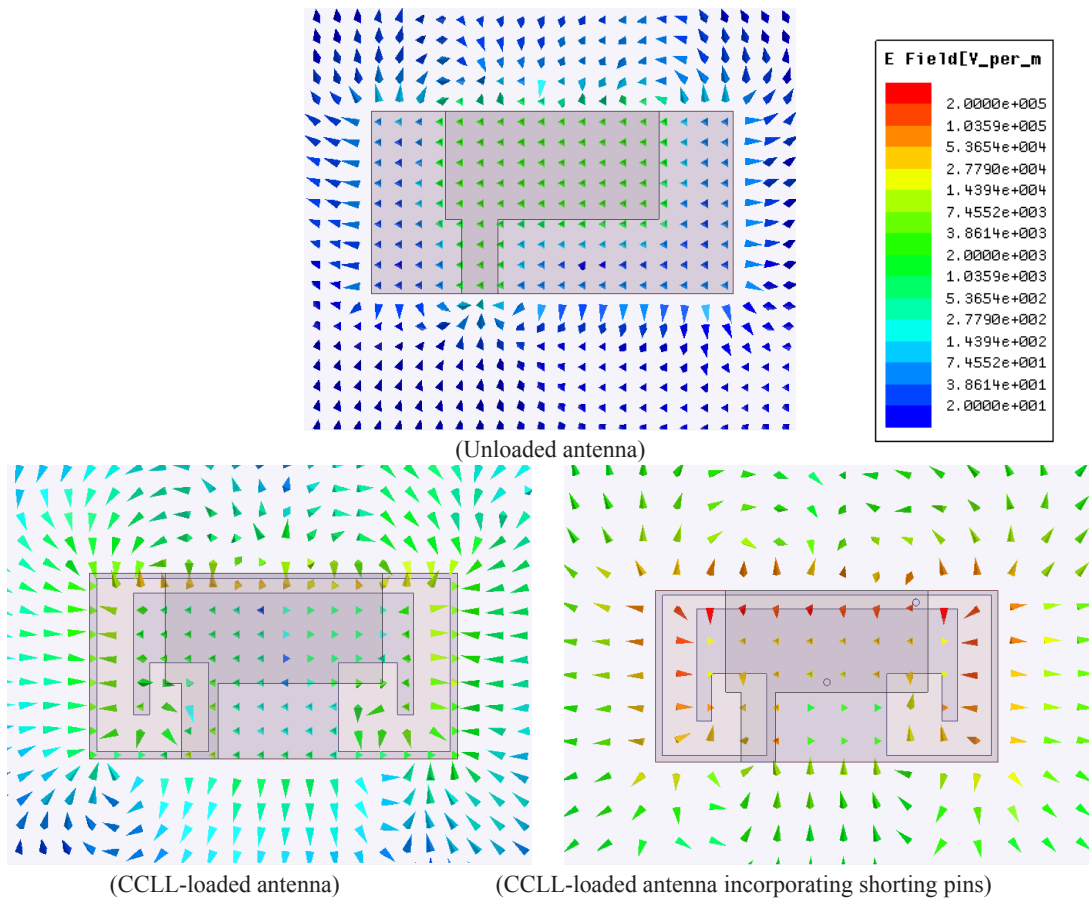 E Field[V_per_m
2.0000e+005
1.0359e+005
5.3654e+004
2.7790e+004
1.4394e+004
7.4552e+003
3.8614e+003
2.0000e+003
1.0359e+003
5.3654e+002
2.7790e+002
1.4394e+002
7.4552e+001
3.8614e+001
2.0000e+001
(Unloaded antenna)
(CCLL-loaded antenna)
(CCLL-loaded antenna incorporating shorting pins)